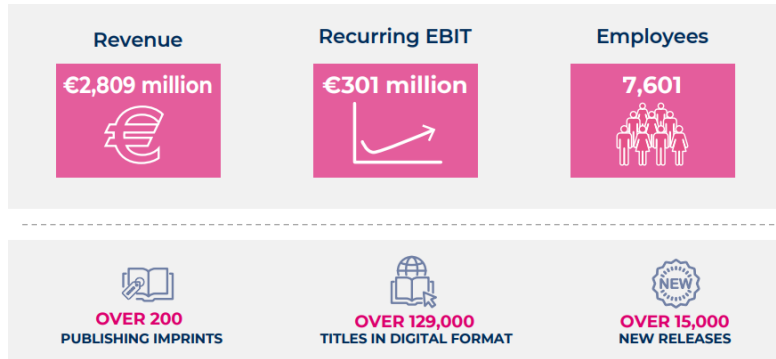 Revenue
Recurring EBIT
Employees
€2,809 million
€301 million
7,601
NEW
OVER 200
PUBLISHING IMPRINTS
OVER 129,000
TITLES IN DIGITAL FORMAT
OVER 15,000
NEW RELEASES